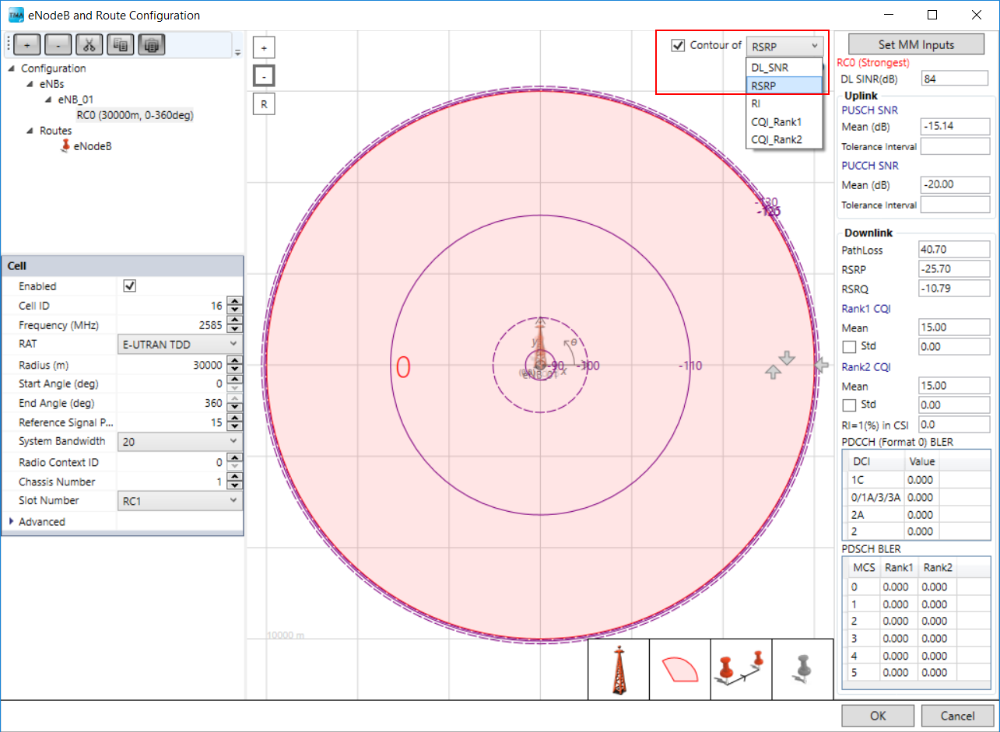 TMA eNodeB and Route Configuration
+ -
Configuration
eNBs
eNB_01
RC0 (30000m, 0-360deg)
Routes
eNodeB
Cell
Enabled
Cell ID 16
Frequency (MHz) 2585
RAT E-UTRAN TDD
Radius (m) 30000
Start Angle (deg) 0
End Angle (deg) 360
Reference Signal P... 15
System Bandwidth 20
Radio Context ID 0
Chassis Number 1
Slot Number RC1
Advanced
+
-
R
Contour of RSRP
DL_SNR
RSRP
RI
CQI_Rank1
CQI_Rank2
-130
-125
y θ
0 -90 -100 -110
x
eNB_01
10000 m
Set MM Inputs
RC0 (Strongest)
DL SINR(dB) 84
Uplink
PUSCH SNR
Mean (dB) -15.14
Tolerance Interval
PUCCH SNR
Mean (dB) -20.00
Tolerance Interval
Downlink
PathLoss 40.70
RSRP -25.70
RSRQ -10.79
Rank1 CQI
Mean 15.00
Std 0.00
Rank2 CQI
Mean 15.00
Std 0.00
RI=1(%) in CSI 0.0
PDCCH (Format 0) BLER
DCI Value
1C 0.000
0/1A/3/3A 0.000
2A 0.000
2 0.000
PDSCH BLER
MCS Rank1 Rank2
0 0.000 0.000
1 0.000 0.000
2 0.000 0.000
3 0.000 0.000
4 0.000 0.000
5 0.000 0.000
OK Cancel